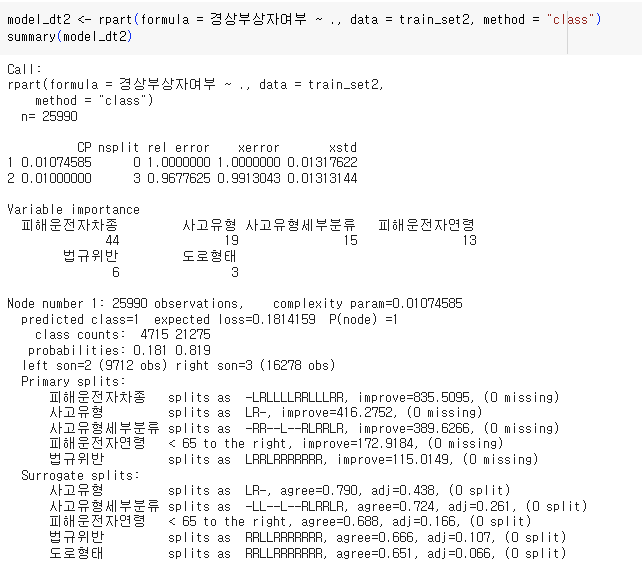 model_dt2 <- rpart(formula = 경상부상자여부 ~ ., data = train_set2, method = "class")
summary(model_dt2)
Call:
rpart(formula = 경상부상자여부 ~ ., data = train_set2,
    method = "class")
  n= 25990
          CP nsplit rel error    xerror       xstd
1 0.01074585      0 1.0000000 1.0000000 0.01317622
2 0.01000000      3 0.9677625 0.9913043 0.01313144
Variable importance
피해운전자차종 사고유형 사고유형세부분류 피해운전자연령
44 19 15 13
법규위반 도로형태
6 3
Node number 1: 25990 observations,    complexity param=0.01074585
  predicted class=1  expected loss=0.1814159  P(node) =1
    class counts:  4715 21275
   probabilities: 0.181 0.819
  left son=2 (9712 obs) right son=3 (16278 obs)
  Primary splits:
      피해운전자차종   splits as  -LRLLLLRRLLLRR, improve=835.5095, (0 missing)
      사고유형         splits as  LR-, improve=416.2752, (0 missing)
      사고유형세부분류 splits as  -RR--L--RLRRLR, improve=389.6266, (0 missing)
      피해운전자연령   < 65 to the right, improve=172.9184, (0 missing)
      법규위반         splits as  LRRLRRRRRRR, improve=115.0149, (0 missing)
  Surrogate splits:
      사고유형         splits as  LR-, agree=0.790, adj=0.438, (0 split)
      사고유형세부분류 splits as  -LL--L--RLRRLR, agree=0.724, adj=0.261, (0 split)
      피해운전자연령   < 65 to the right, agree=0.688, adj=0.166, (0 split)
      법규위반         splits as  RRLLRRRRRRR, agree=0.666, adj=0.107, (0 split)
      도로형태         splits as  RRLLRRRRRRR, agree=0.651, adj=0.066, (0 split)